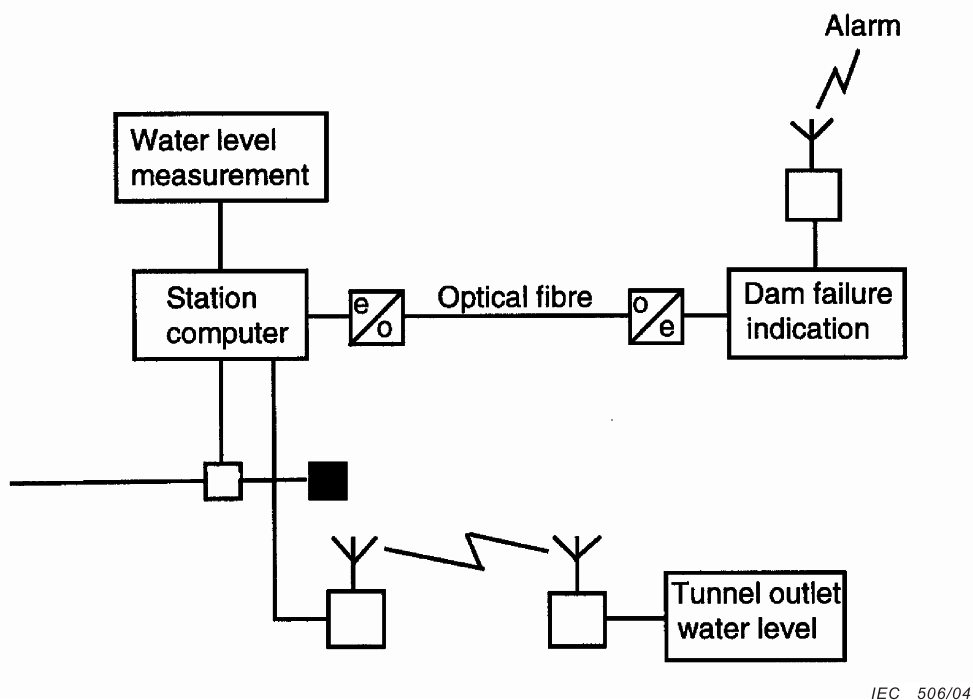 Alarm
Water level
measurement
Station
computer
e
o
Optical fibre
o
e
Dam failure
indication
Tunnel outlet
water level
IEC 506/04